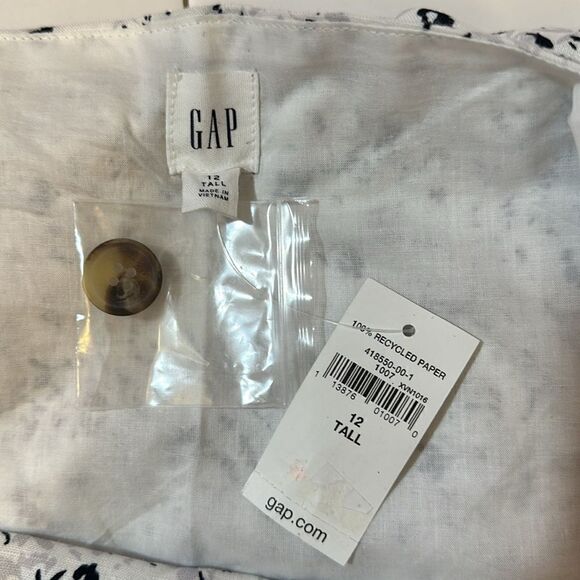 GAP
12
TALL
MADE IN
VIETNAM
100% RECYCLED PAPER
418550-00-1
1007 XVN1016
1 13876 01007 0
12
TALL
gap.com